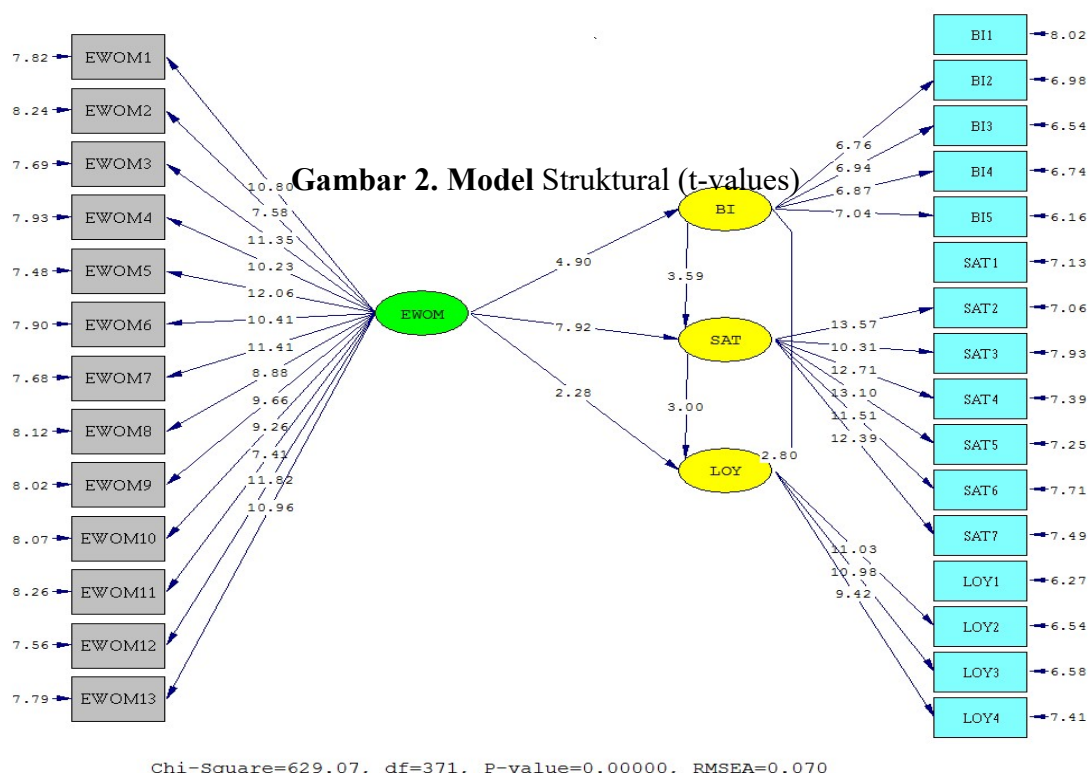 7.82 EWOM1
8.24 EWOM2
7.69 EWOM3
7.93 EWOM4
7.48 EWOM5
7.90 EWOM6
7.68 EWOM7
8.12 EWOM8
8.02 EWOM9
8.07 EWOM10
8.26 EWOM11
7.56 EWOM12
7.79 EWOM13
10.80
7.58
11.35
10.23
12.06
10.41
11.41
8.88
9.66
9.26
7.41
11.82
10.96
Gambar 2. Model Struktural (t-values)
EWOM
4.90
7.92
2.28
BI
3.59
SAT
3.00
LOY
2.80
6.76
6.94
6.87
7.04
13.57
10.31
12.71
13.10
11.51
12.39
11.03
10.98
9.42
BI1 8.02
BI2 6.98
BI3 6.54
BI4 6.74
BI5 6.16
SAT1 7.13
SAT2 7.06
SAT3 7.93
SAT4 7.39
SAT5 7.25
SAT6 7.71
SAT7 7.49
LOY1 6.27
LOY2 6.54
LOY3 6.58
LOY4 7.41
Chi-Square=629.07, df=371, P-value=0.00000, RMSEA=0.070